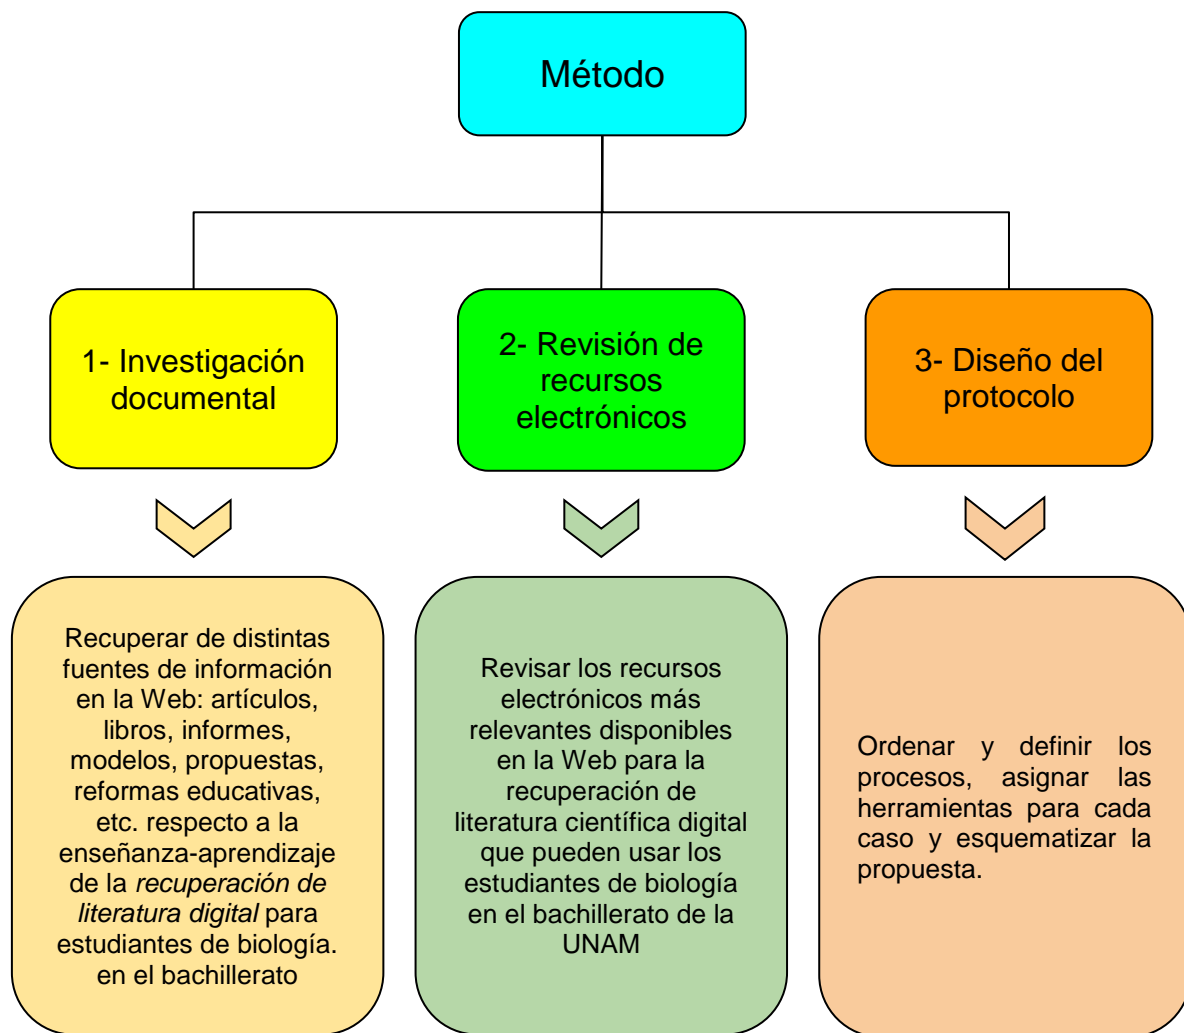 Método
1- Investigación
documental
2- Revisión de
recursos
electrónicos
3- Diseño del
protocolo
Recuperar de distintas
fuentes de información
en la Web: artículos,
libros, informes,
modelos, propuestas,
reformas educativas,
etc. respecto a la
enseñanza-aprendizaje
de la recuperación de
literatura digital para
estudiantes de biología.
en el bachillerato
Revisar los recursos
electrónicos más
relevantes disponibles
en la Web para la
recuperación de
literatura científica digital
que pueden usar los
estudiantes de biología
en el bachillerato de la
UNAM
Ordenar y definir los
procesos, asignar las
herramientas para cada
caso y esquematizar la
propuesta.